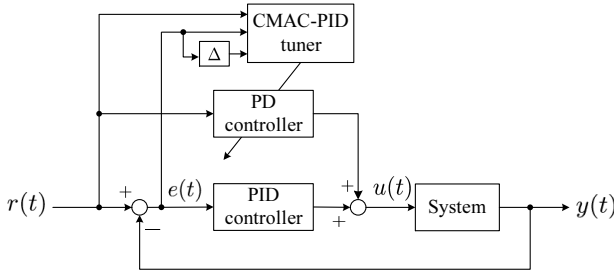 CMAC-PID
tuner
Δ
PD
controller
r(t)
+
−
e(t)
PID
controller
+
+
u(t)
System
y(t)